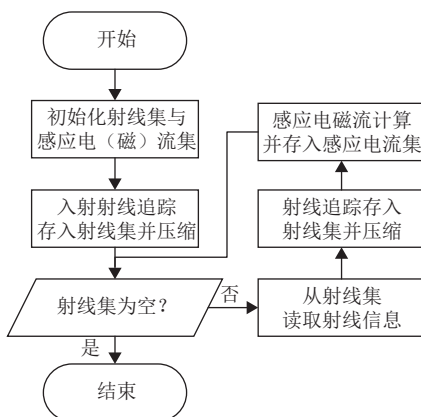 开始
初始化射线集与
感应电（磁）流集
入射射线追踪
存入射线集并压缩
射线集为空?
否
是
结束
感应电磁流计算
并存入感应电流集
射线追踪存入
射线集并压缩
从射线集
读取射线信息